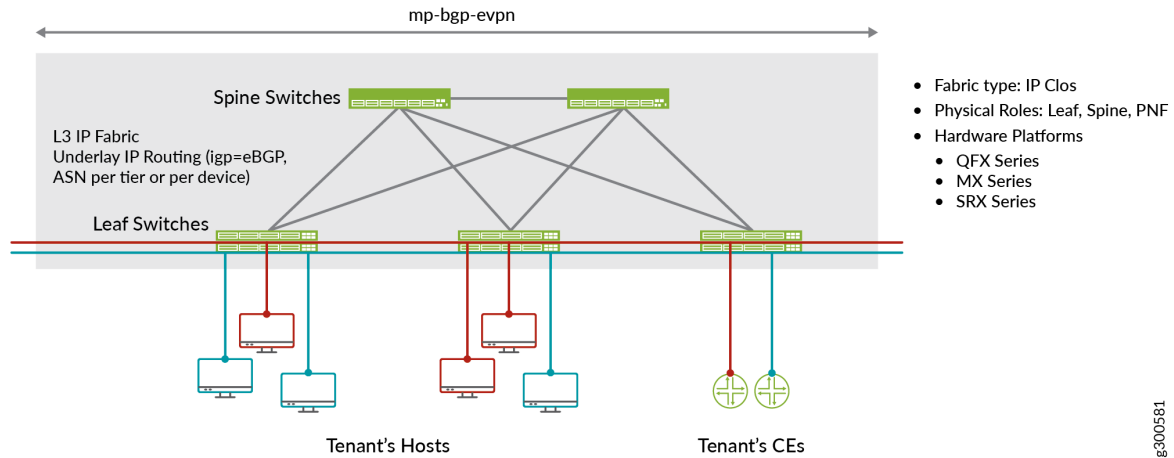 mp-bgp-evpn
Spine Switches
L3 IP Fabric
Underlay IP Routing (igp=eBGP,
ASN per tier or per device)
Leaf Switches
Tenant’s Hosts
Tenant’s CEs
• Fabric type: IP Clos
• Physical Roles: Leaf, Spine, PNF
• Hardware Platforms
• QFX Series
• MX Series
• SRX Series
g300581